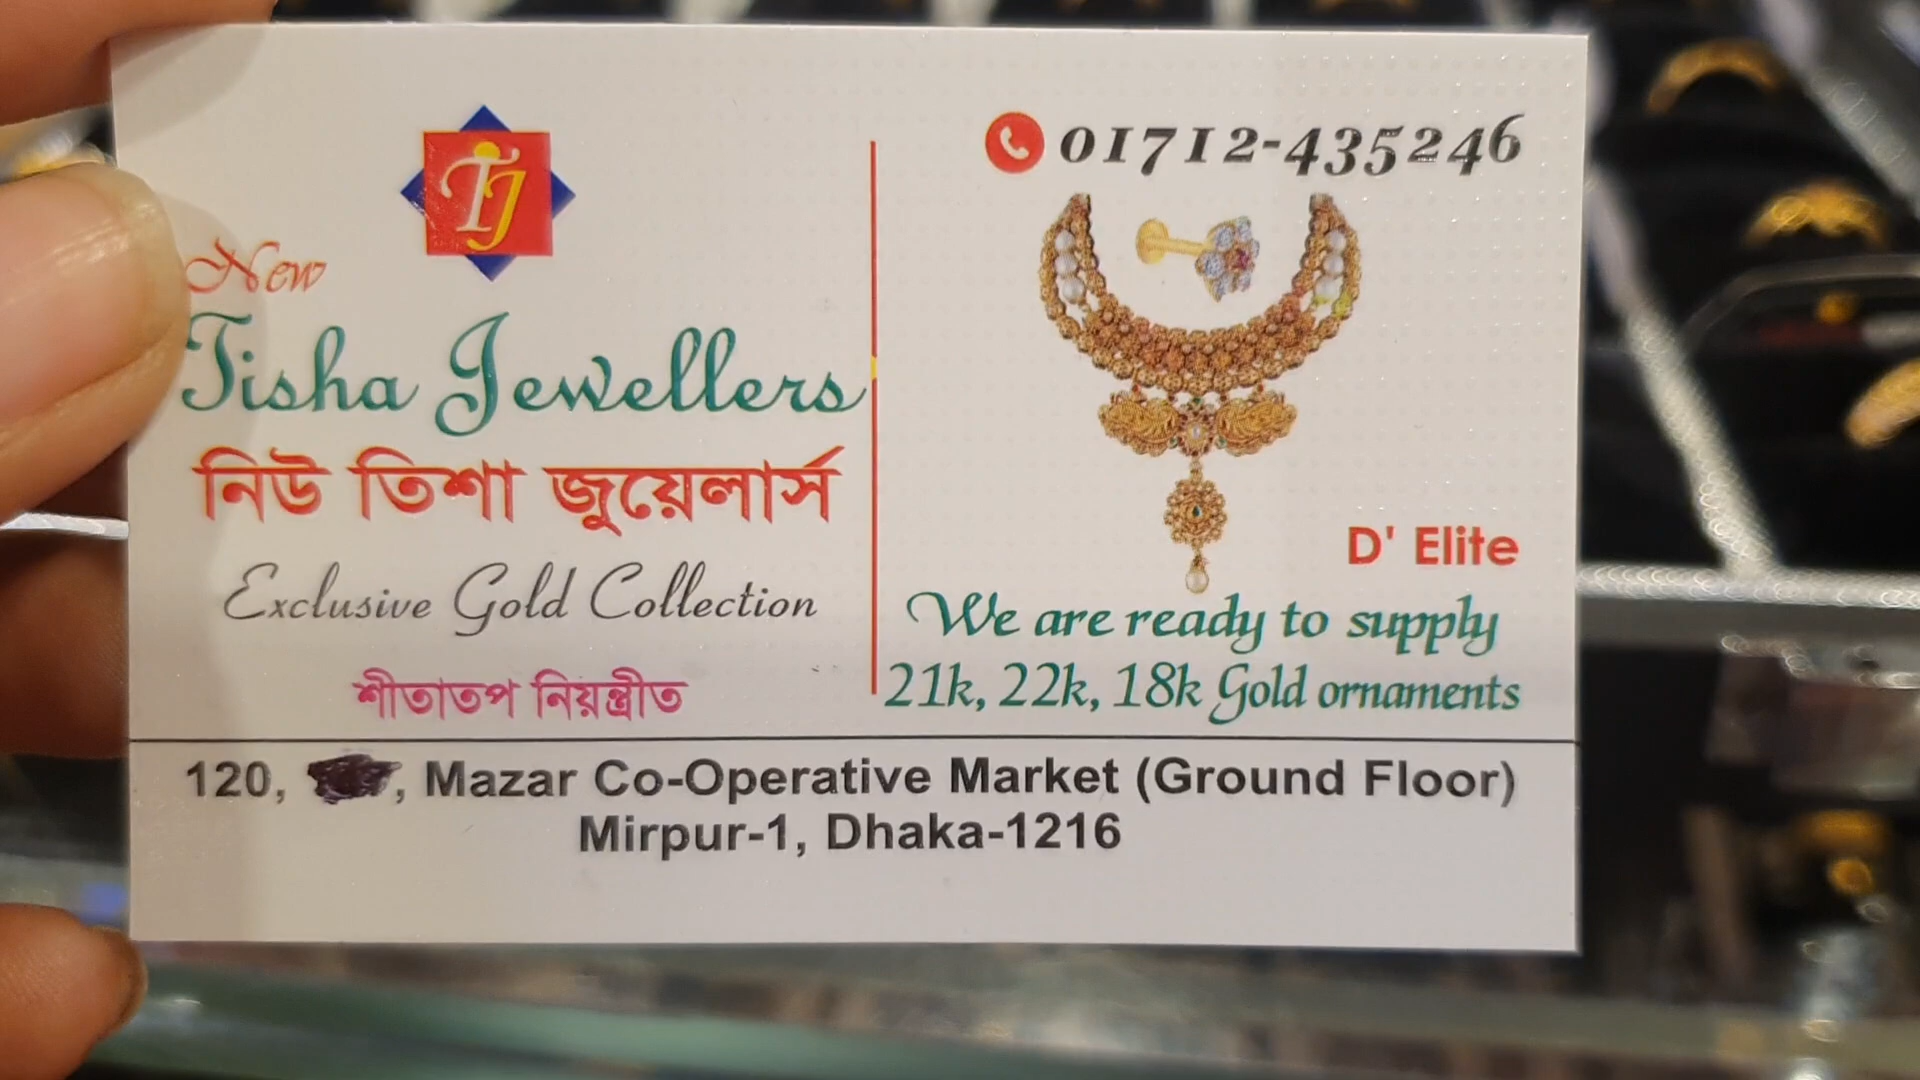 TJ
New
Tisha Jewellers
নিউ তিশা জুয়েলার্স
Exclusive Gold Collection
শীতাতপ নিয়ন্ত্রীত
01712-435246
D' Elite
We are ready to supply
21k, 22k, 18k Gold ornaments
120, , Mazar Co-Operative Market (Ground Floor)
Mirpur-1, Dhaka-1216